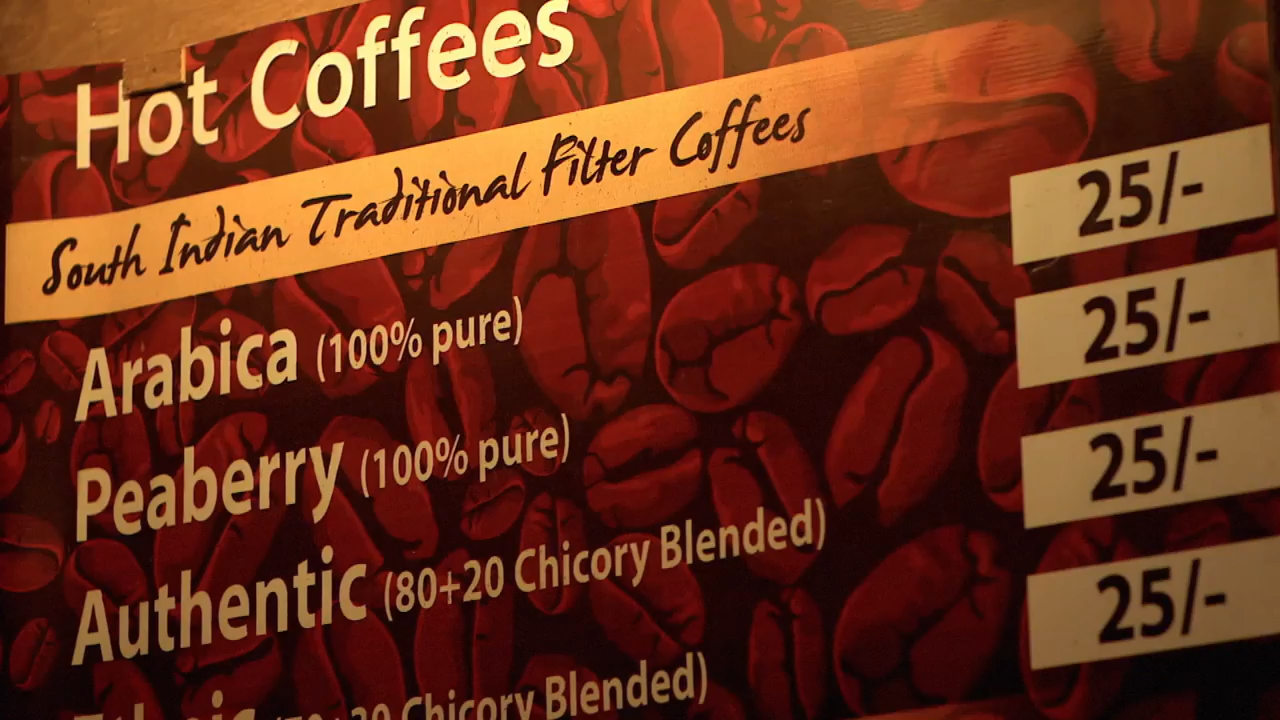 Hot Coffees
South Indian Traditional Filter Coffees
Arabica (100% pure) 25/-
Peaberry (100% pure) 25/-
Authentic (80+20 Chicory Blended) 25/-
Chicory Blended) 25/-